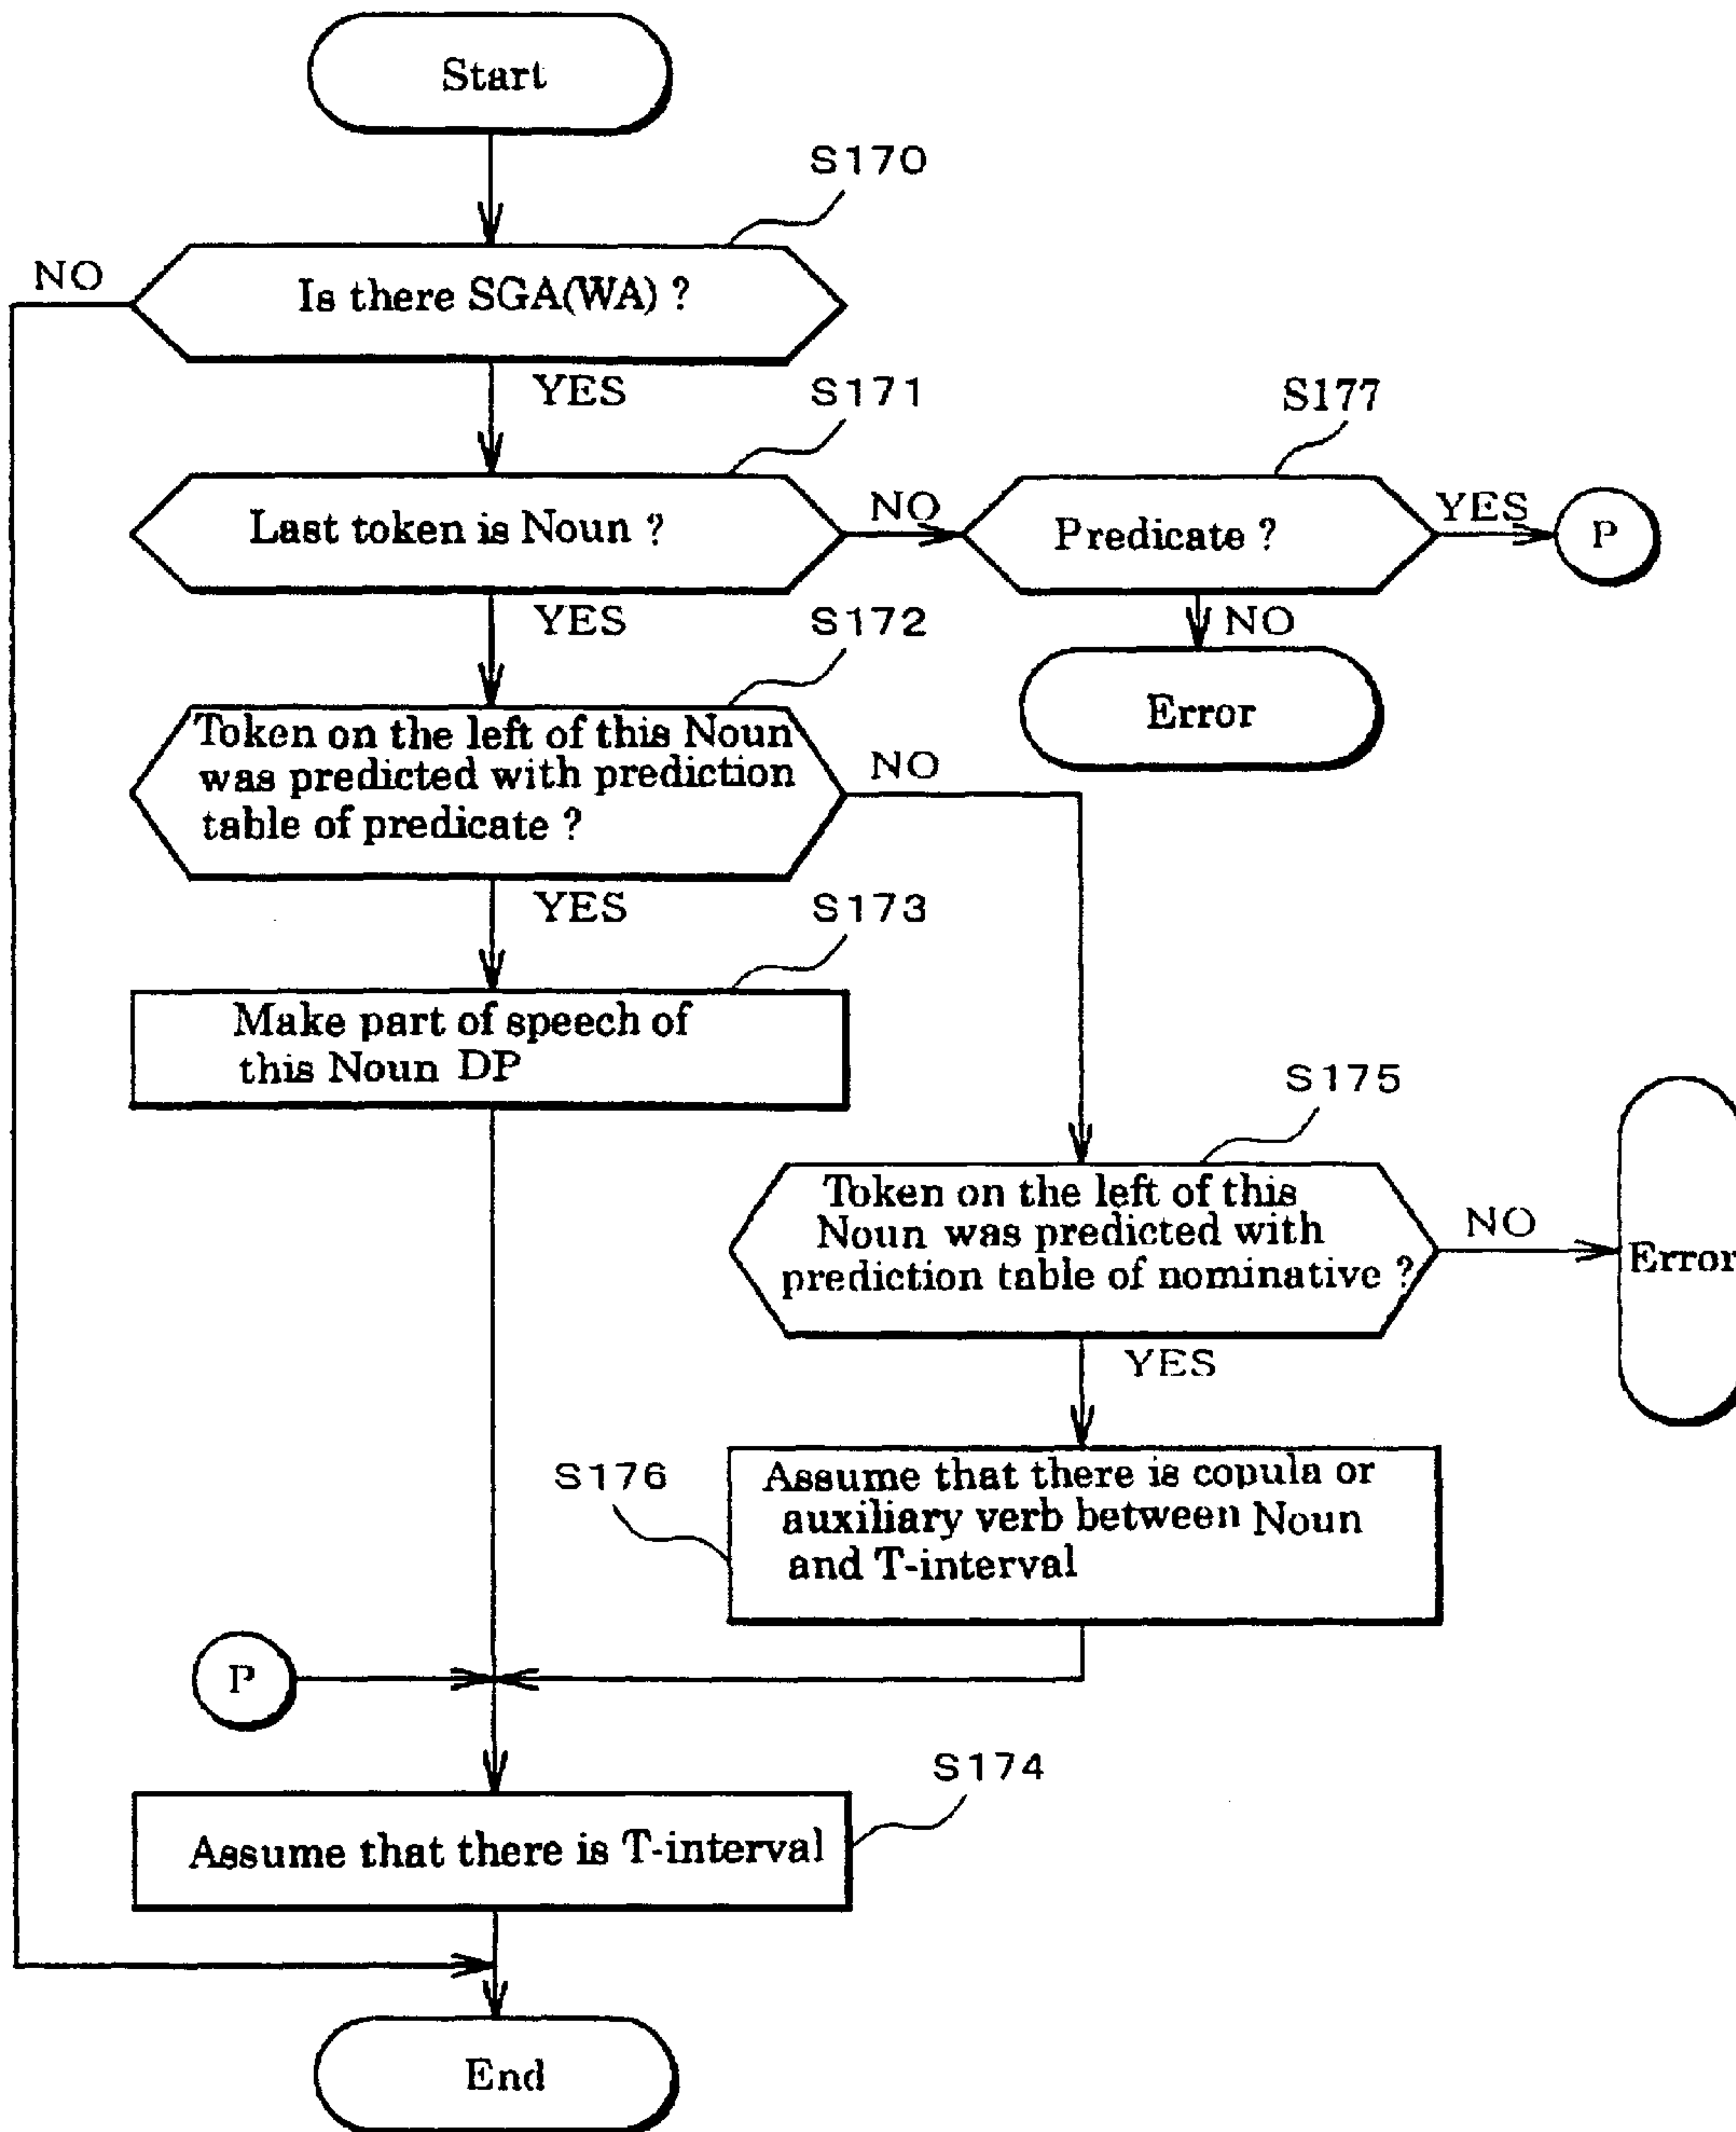 Start
S170
NO
Is there SGA(WA) ?
YES
S171
S177
Last token is Noun ?
NO
Predicate ?
YES
P
YES
S172
NO
Error
Token on the left of this Noun
was predicted with prediction
table of predicate ?
NO
YES
S173
Make part of speech of
this Noun DP
S175
Token on the left of this
Noun was predicted with
prediction table of nominative ?
NO
Error
YES
S176
Assume that there is copula or
auxiliary verb between Noun
and T-interval
P
S174
Assume that there is T-interval
End